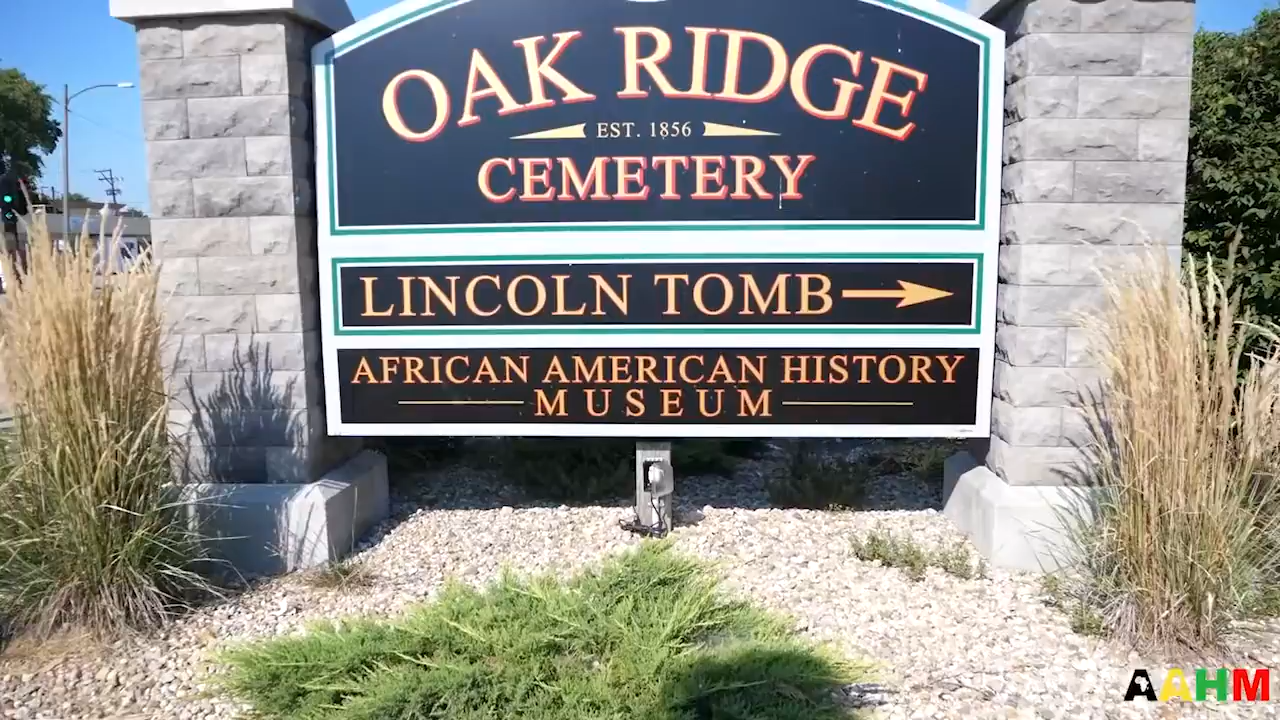 OAK RIDGE
EST. 1856
CEMETERY
LINCOLN TOMB
AFRICAN AMERICAN HISTORY
MUSEUM
AAHM